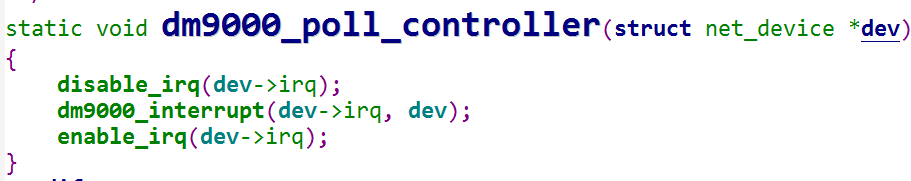 static void dm9000_poll_controller(struct net_device *dev)
{
    disable_irq(dev->irq);
    dm9000_interrupt(dev->irq, dev);
    enable_irq(dev->irq);
}